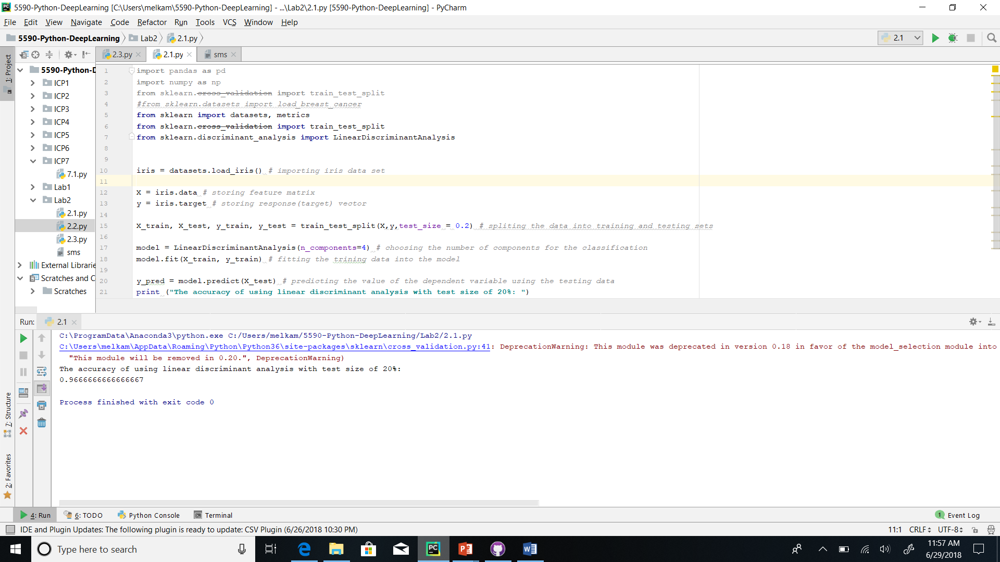 5590-Python-DeepLearning [C:\Users\melkam\5590-Python-DeepLearning] - ...\Lab2\2.1.py [5590-Python-DeepLearning] - PyCharm
File Edit View Navigate Code Refactor Run Tools VCS Window Help
5590-Python-DeepLearning Lab2 2.1.py
2.1
2.3.py 2.1.py sms
1: Project
5590-Python-D
ICP1
ICP2
ICP3
ICP4
ICP5
ICP6
ICP7
7.1.py
Lab1
Lab2
2.1.py
2.2.py
2.3.py
sms
External Librarie
Scratches and C
Scratches
1 import pandas as pd
2 import numpy as np
3 from sklearn.cross_validation import train_test_split
4 #from sklearn.datasets import load_breast_cancer
5 from sklearn import datasets, metrics
6 from sklearn.cross_validation import train_test_split
7 from sklearn.discriminant_analysis import LinearDiscriminantAnalysis
8
9
10 iris = datasets.load_iris() # importing iris data set
11
12 X = iris.data # storing feature matrix
13 y = iris.target # storing response(target) vector
14
15 X_train, X_test, y_train, y_test = train_test_split(X,y,test_size = 0.2) # spliting the data into training and testing sets
16
17 model = LinearDiscriminantAnalysis(n_components=4) # choosing the number of components for the classification
18 model.fit(X_train, y_train) # fitting the trining data into the model
19
20 y_pred = model.predict(X_test) # predicting the value of the dependent variable using the testing data
21 print ("The accuracy of using linear discriminant analysis with test size of 20%: ")
Run: 2.1
C:\ProgramData\Anaconda3\python.exe C:/Users/melkam/5590-Python-DeepLearning/Lab2/2.1.py
C:\Users\melkam\AppData\Roaming\Python\Python36\site-packages\sklearn\cross_validation.py:41: DeprecationWarning: This module was deprecated in version 0.18 in favor of the model_selection module into
"This module will be removed in 0.20.", DeprecationWarning)
The accuracy of using linear discriminant analysis with test size of 20%:
0.9666666666666667
Process finished with exit code 0
7: Structure
2: Favorites
4: Run 6: TODO Python Console Terminal
1 Event Log
IDE and Plugin Updates: The following plugin is ready to update: CSV Plugin (6/26/2018 10:30 PM)
11:1 CRLF UTF-8
Type here to search
11:57 AM
6/29/2018